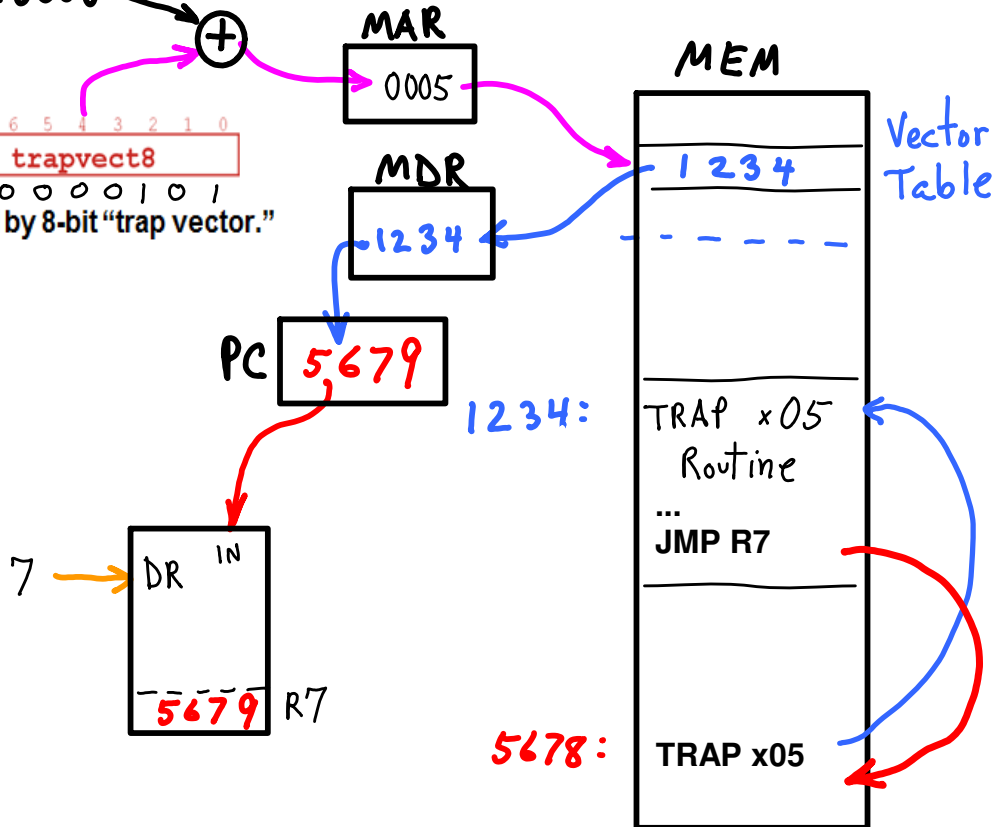 MAR
0005
MEM
6 5 4 3 2 1 0
trapvect8
0 0 0 0 1 0 1
by 8-bit “trap vector.”
Vector
Table
1234
MDR
1234
PC 5679
1234:
TRAP x05
Routine
...
JMP R7
7
DR
IN
5679 R7
5678:
TRAP x05